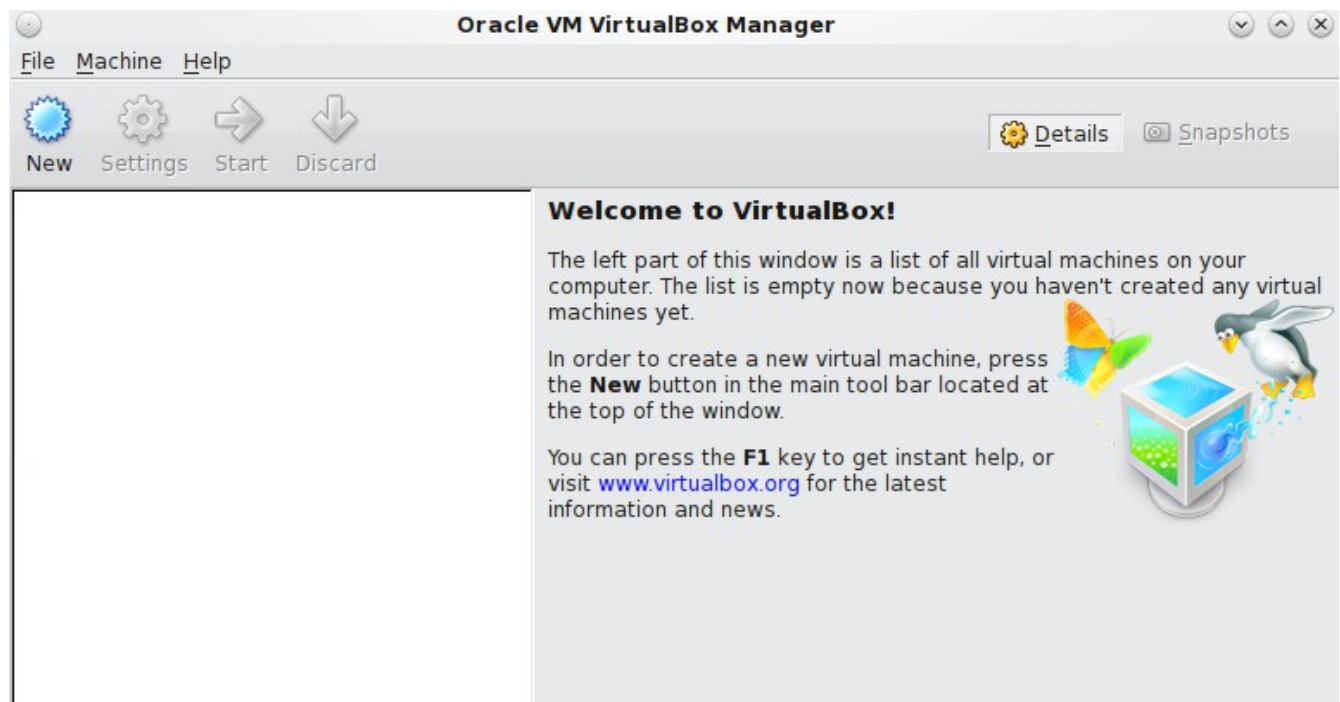 Oracle VM VirtualBox Manager
File Machine Help
New Settings Start Discard
Details Snapshots
Welcome to VirtualBox!
The left part of this window is a list of all virtual machines on your
computer. The list is empty now because you haven't created any virtual
machines yet.
In order to create a new virtual machine, press
the New button in the main tool bar located at
the top of the window.
You can press the F1 key to get instant help, or
visit www.virtualbox.org for the latest
information and news.